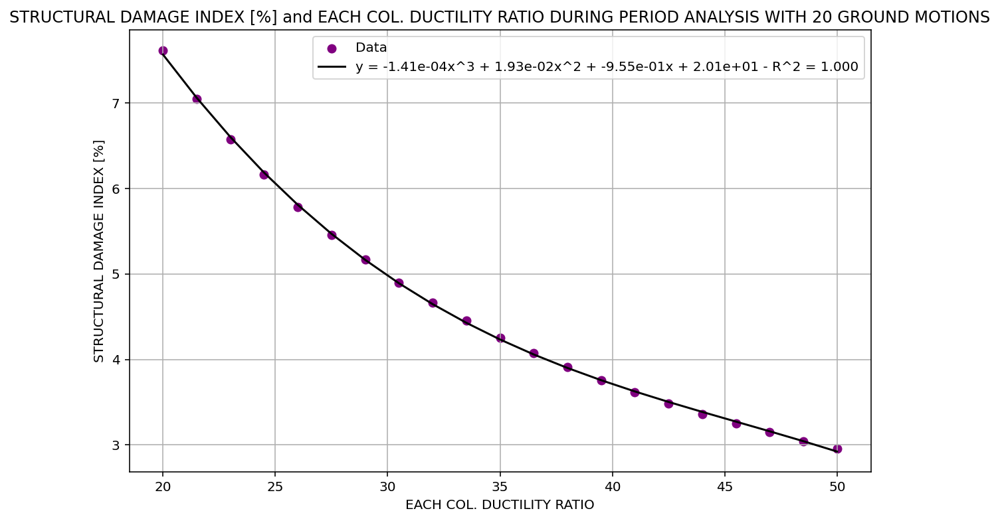 STRUCTURAL DAMAGE INDEX [%] and EACH COL. DUCTILITY RATIO DURING PERIOD ANALYSIS WITH 20 GROUND MOTIONS
Data
y = -1.41e-04x^3 + 1.93e-02x^2 + -9.55e-01x + 2.01e+01 - R^2 = 1.000
STRUCTURAL DAMAGE INDEX [%]
7
6
5
4
3
20 25 30 35 40 45 50
EACH COL. DUCTILITY RATIO